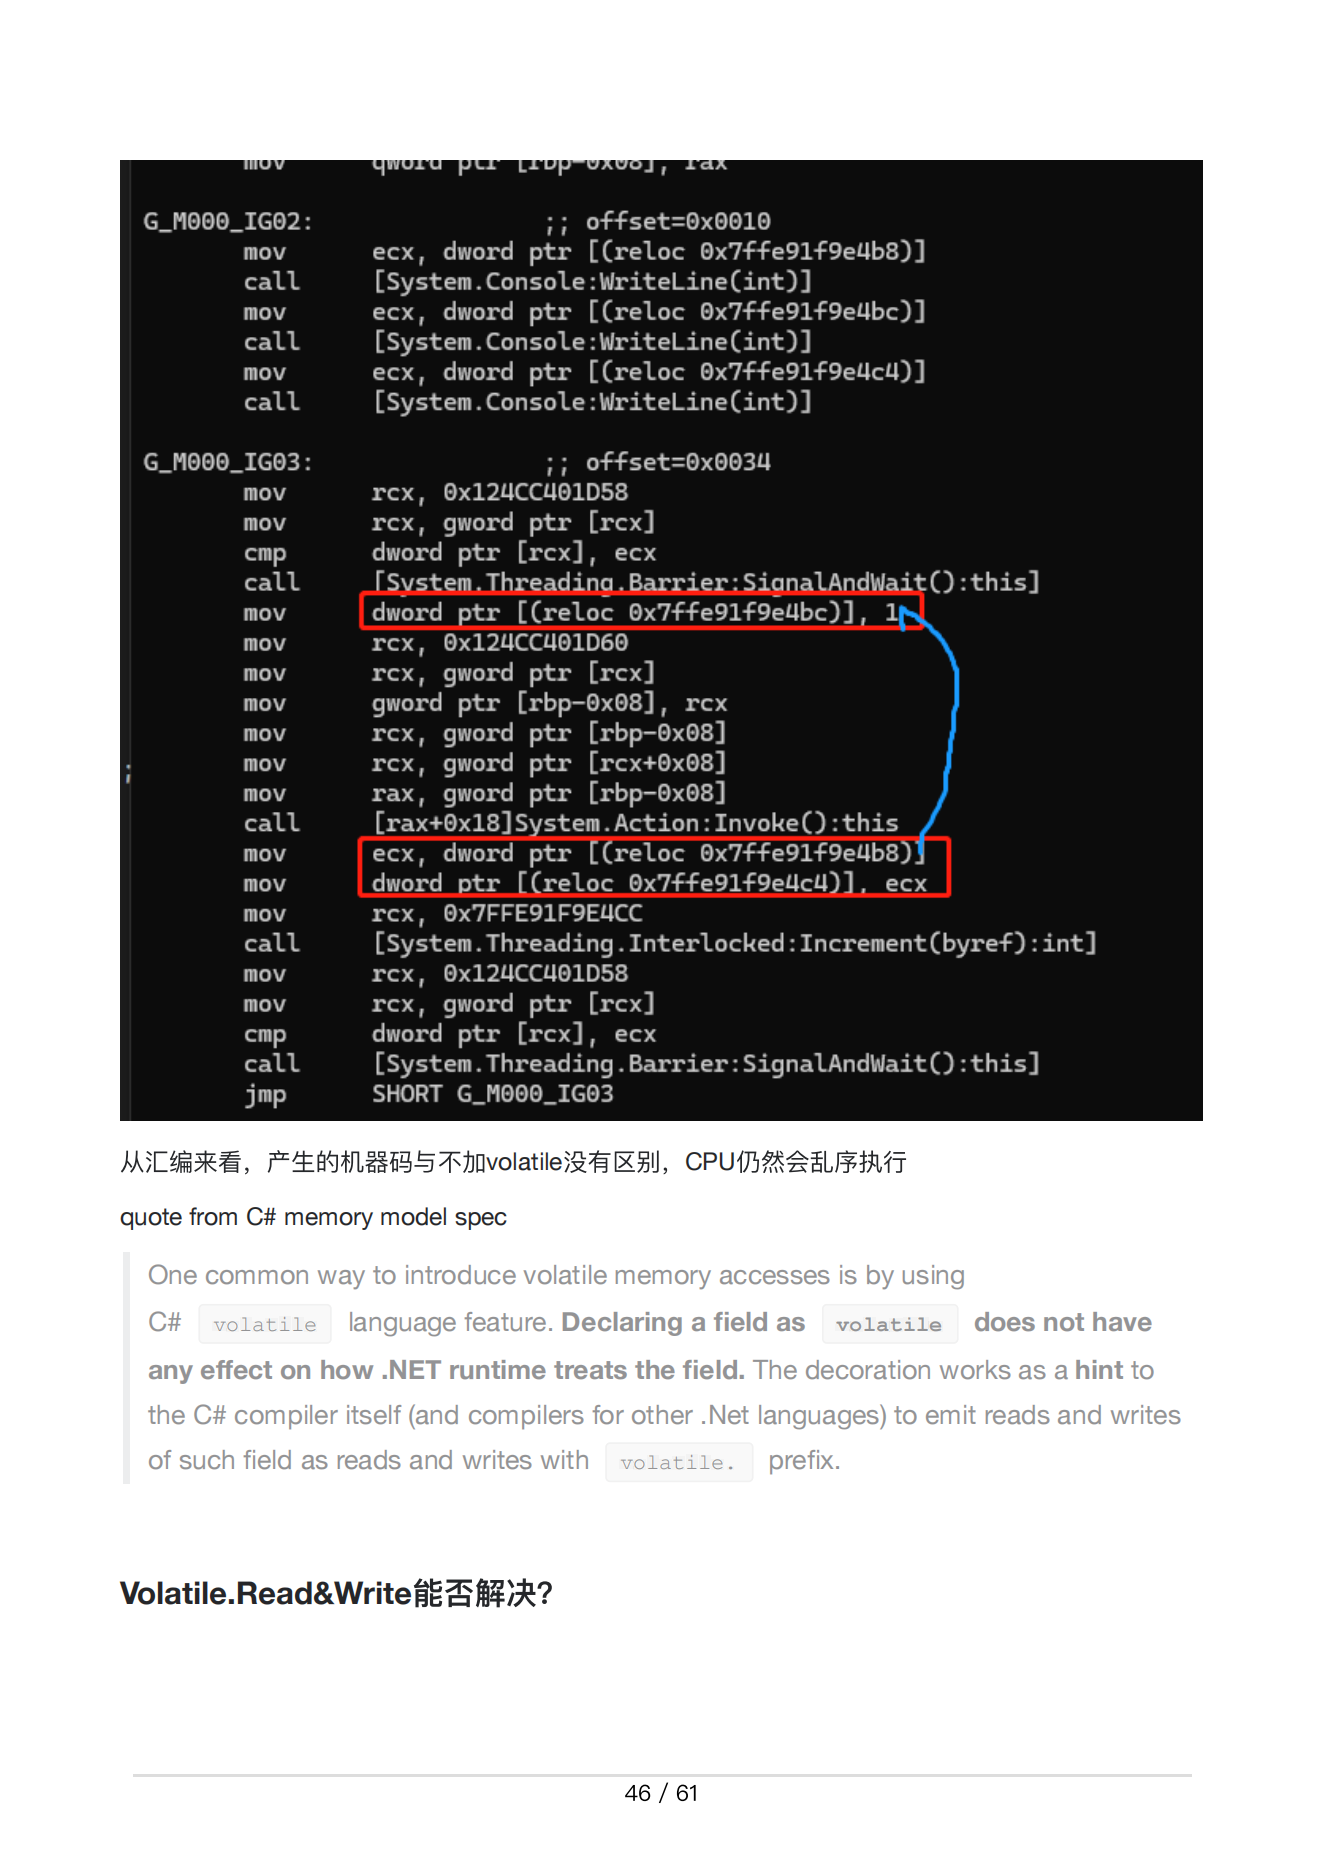 mov qword ptr [rbp-0x08], rax
G_M000_IG02: ;; offset=0x0010
mov ecx, dword ptr [(reloc 0x7ffe91f9e4b8)]
call [System.Console:WriteLine(int)]
mov ecx, dword ptr [(reloc 0x7ffe91f9e4bc)]
call [System.Console:WriteLine(int)]
mov ecx, dword ptr [(reloc 0x7ffe91f9e4c4)]
call [System.Console:WriteLine(int)]
G_M000_IG03: ;; offset=0x0034
mov rcx, 0x124CC401D58
mov rcx, gword ptr [rcx]
cmp dword ptr [rcx], ecx
call [System.Threading.Barrier:SignalAndWait():this]
mov dword ptr [(reloc 0x7ffe91f9e4bc)], 1
mov rcx, 0x124CC401D60
mov rcx, gword ptr [rcx]
mov gword ptr [rbp-0x08], rcx
mov rcx, gword ptr [rbp-0x08]
mov rcx, gword ptr [rcx+0x08]
; mov rax, gword ptr [rbp-0x08]
call [rax+0x18]System.Action:Invoke():this
mov ecx, dword ptr [(reloc 0x7ffe91f9e4b8)]
mov dword ptr [(reloc 0x7ffe91f9e4c4)], ecx
mov rcx, 0x7FFE91F9E4CC
call [System.Threading.Interlocked:Increment(byref):int]
mov rcx, 0x124CC401D58
mov rcx, gword ptr [rcx]
cmp dword ptr [rcx], ecx
call [System.Threading.Barrier:SignalAndWait():this]
jmp SHORT G_M000_IG03
从汇编来看，产生的机器码与不加volatile没有区别，CPU仍然会乱序执行
quote from C# memory model spec
One common way to introduce volatile memory accesses is by using
C# volatile language feature. Declaring a field as volatile does not have
any effect on how .NET runtime treats the field. The decoration works as a hint to
the C# compiler itself (and compilers for other .Net languages) to emit reads and writes
of such field as reads and writes with volatile. prefix.
Volatile.Read&Write能否解决?
46 / 61